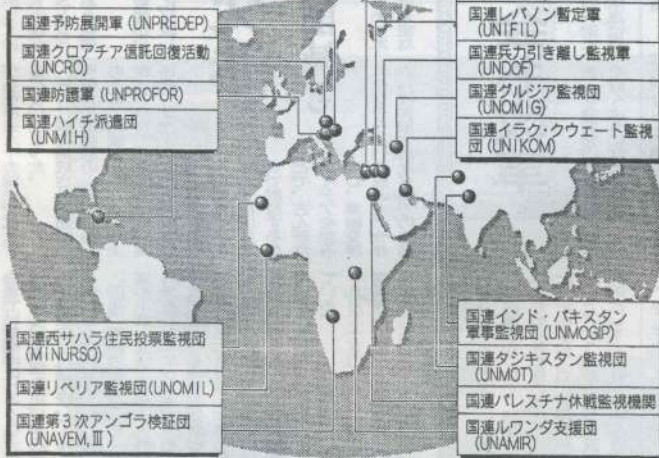 国連予防展開軍 (UNPREDEP)
国連クロアチア信託回復活動
(UNCRO)
国連防護軍 (UNPROFOR)
国連ハイチ派遣団
(UNMIH)
国連レバノン暫定軍
(UNIFIL)
国連兵力引き離し監視軍
(UNDOF)
国連グルジア監視団
(UNOMIG)
国連イラク・クウェート監視
団 (UNIKOM)
国連西サハラ住民投票監視団
(MINURSO)
国連リベリア監視団(UNOMIL)
国連第3次アンゴラ検証団
(UNAVEM,Ⅲ)
国連インド・パキスタン
軍事監視団 (UNMOGIP)
国連タジキスタン監視団
(UNMOT)
国連パレスチナ休戦監視機関
国連ルワンダ支援団
(UNAMIR)